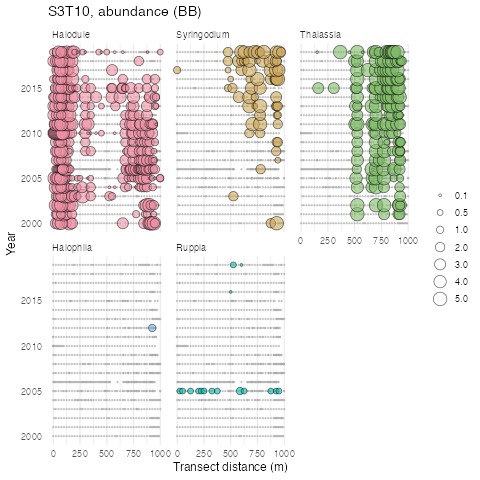 S3T10, abundance (BB)
Halodule Syringodium Thalassia
2015
2010
2005
2000
0 250 500 750 1000
Halophila Ruppia
2015
2010
2005
2000
0 250 500 750 1000 0 250 500 750 1000
Year
Transect distance (m)
0.1
0.5
1.0
2.0
3.0
4.0
5.0